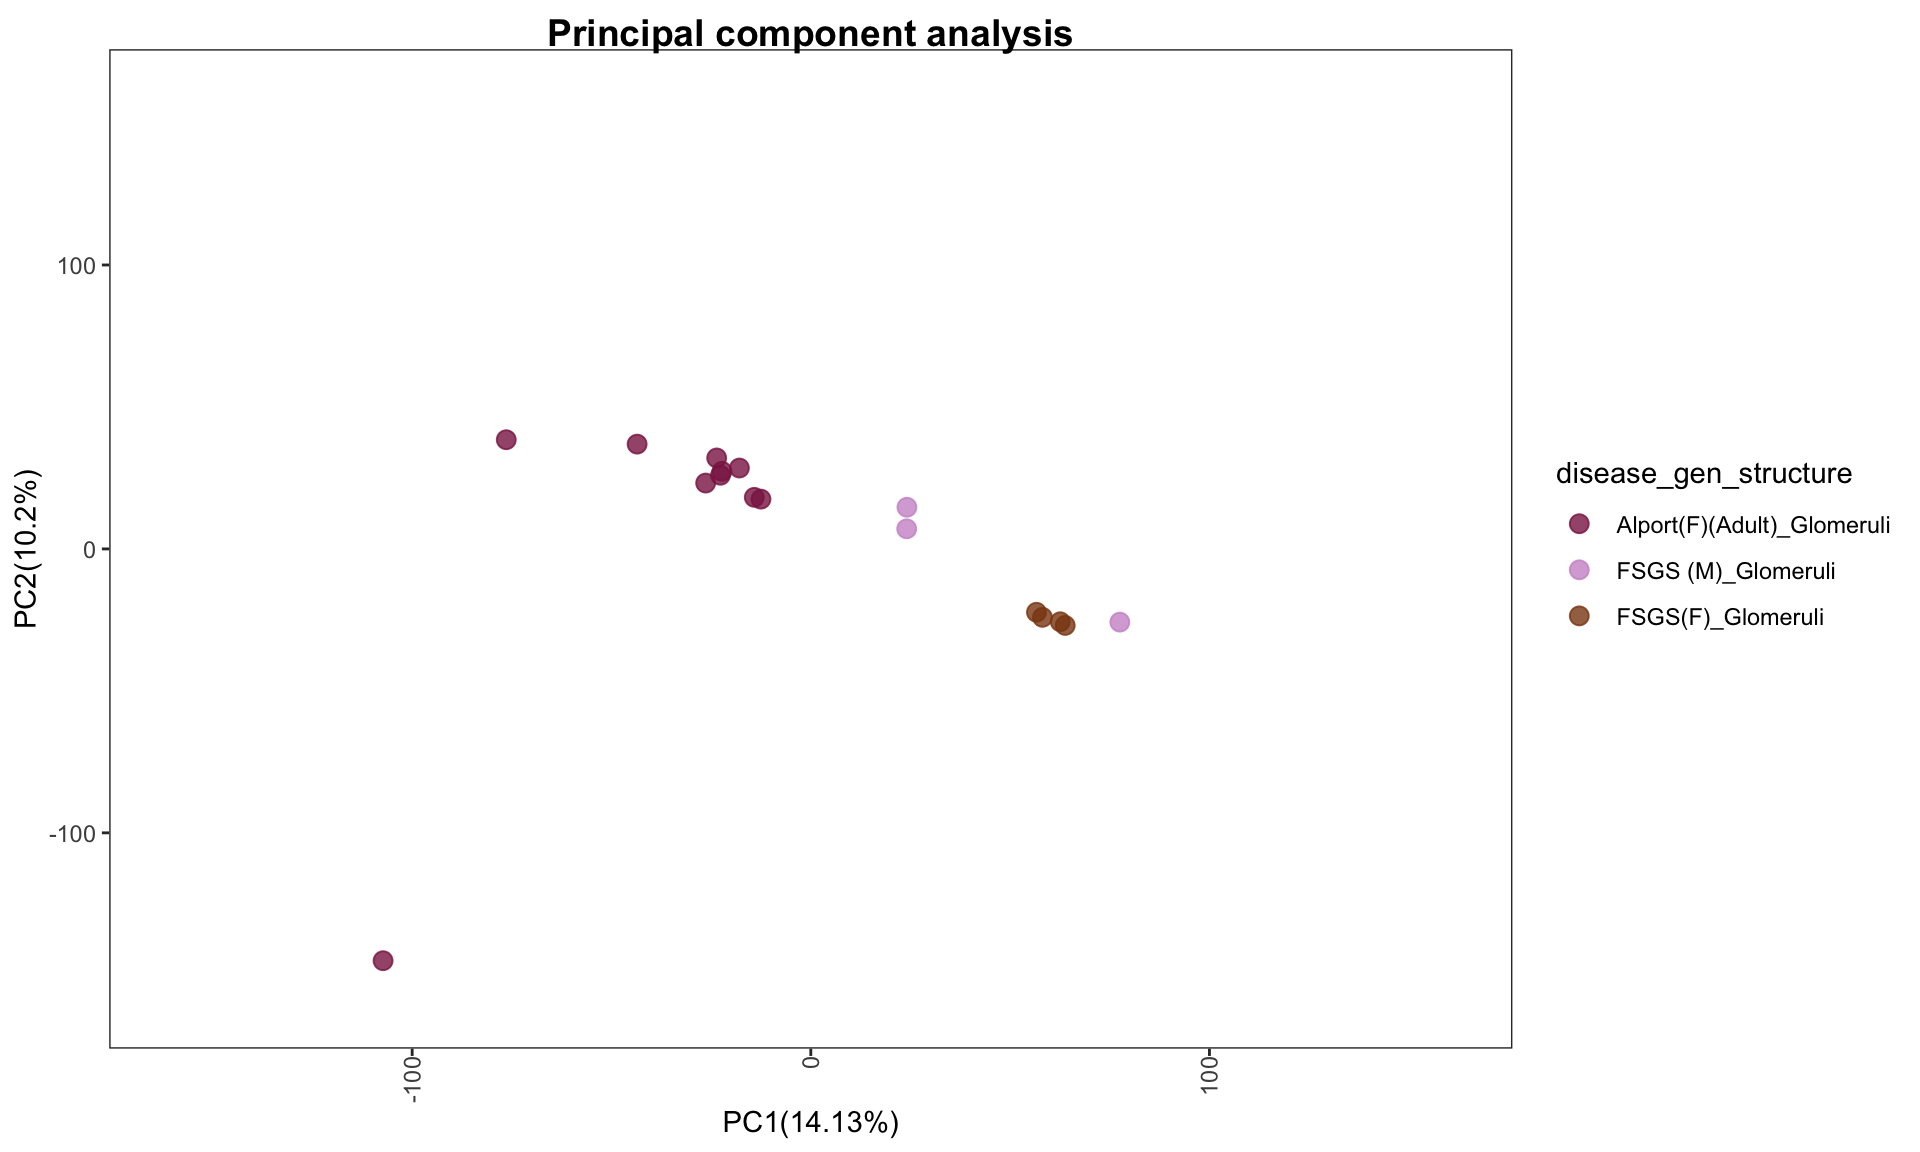 Principal component analysis
100
0
-100
PC2(10.2%)
-100
0
100
PC1(14.13%)
disease_gen_structure
Alport(F)(Adult)_Glomeruli
FSGS (M)_Glomeruli
FSGS(F)_Glomeruli